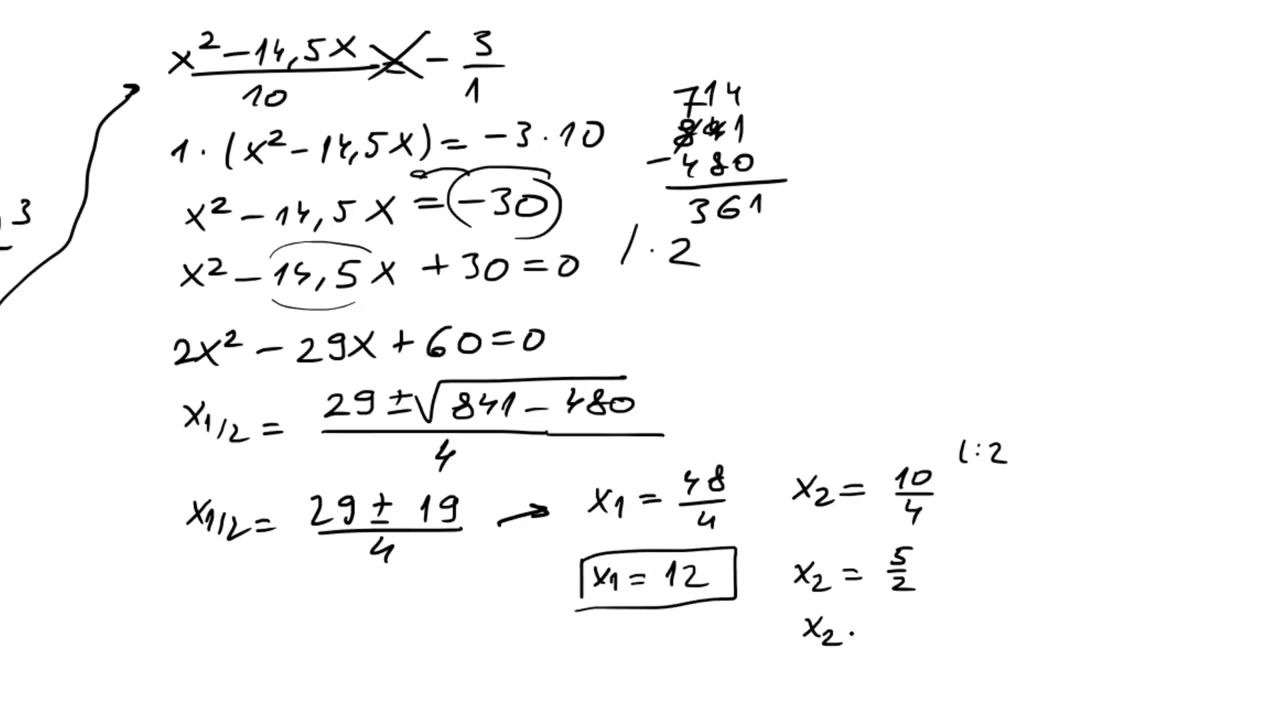 x² − 14,5x / 10 = − 3/1
1 · (x² − 14,5x) = −3 · 10
x² − 14,5x = −30
x² − 14,5x + 30 = 0 / · 2
2x² − 29x + 60 = 0
x₁/₂ = (29 ± √(841 − 480)) / 4
x₁/₂ = (29 ± 19) / 4 → x₁ = 48/4
x₁ = 12
x₂ = 10/4 / : 2
x₂ = 5/2
x₂
714
841
− 480
361
3